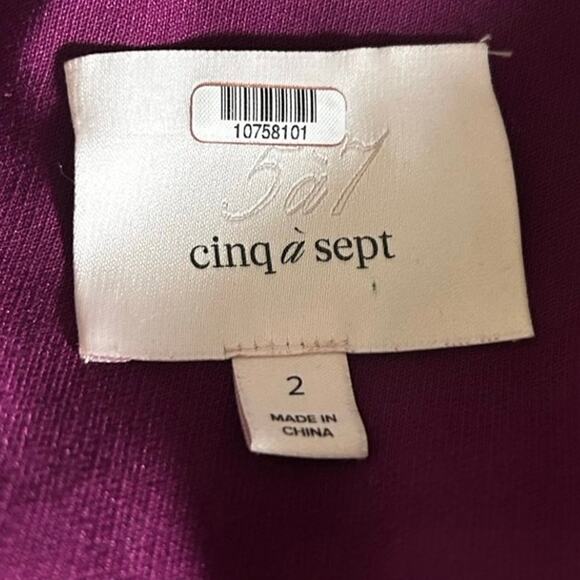 10758101
5à7
cinq à sept
2
MADE IN
CHINA